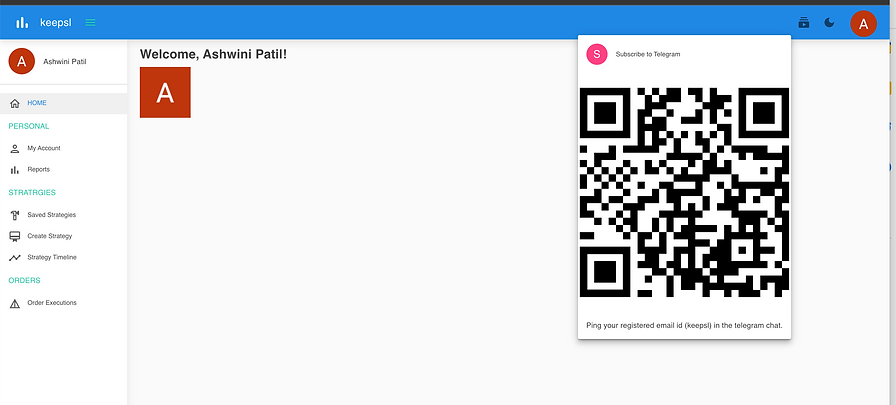 keepsl
A
A
Ashwini Patil
HOME
PERSONAL
My Account
Reports
STRATRGIES
Saved Strategies
Create Strategy
Strategy Timeline
ORDERS
Order Executions
Welcome, Ashwini Patil!
A
S
Subscribe to Telegram
Ping your registered email id (keepsl) in the telegram chat.